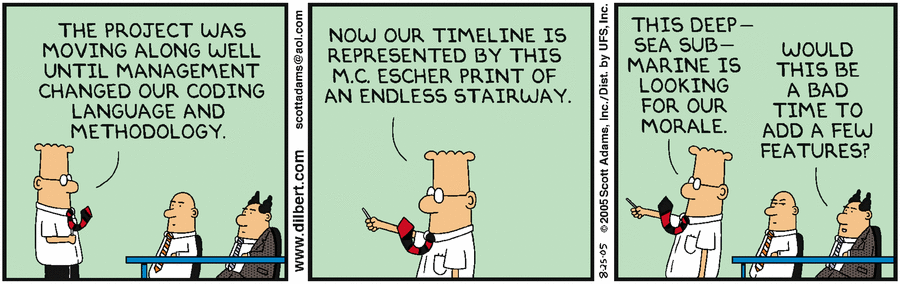 THE PROJECT WAS
MOVING ALONG WELL
UNTIL MANAGEMENT
CHANGED OUR CODING
LANGUAGE AND
METHODOLOGY.
www.dilbert.com
scottadams@aol.com
NOW OUR TIMELINE IS
REPRESENTED BY THIS
M.C. ESCHER PRINT OF
AN ENDLESS STAIRWAY.
8-25-05 © 2005 Scott Adams, Inc./Dist. by UFS, Inc.
THIS DEEP-
SEA SUB-
MARINE IS
LOOKING
FOR OUR
MORALE.
WOULD
THIS BE
A BAD
TIME TO
ADD A FEW
FEATURES?